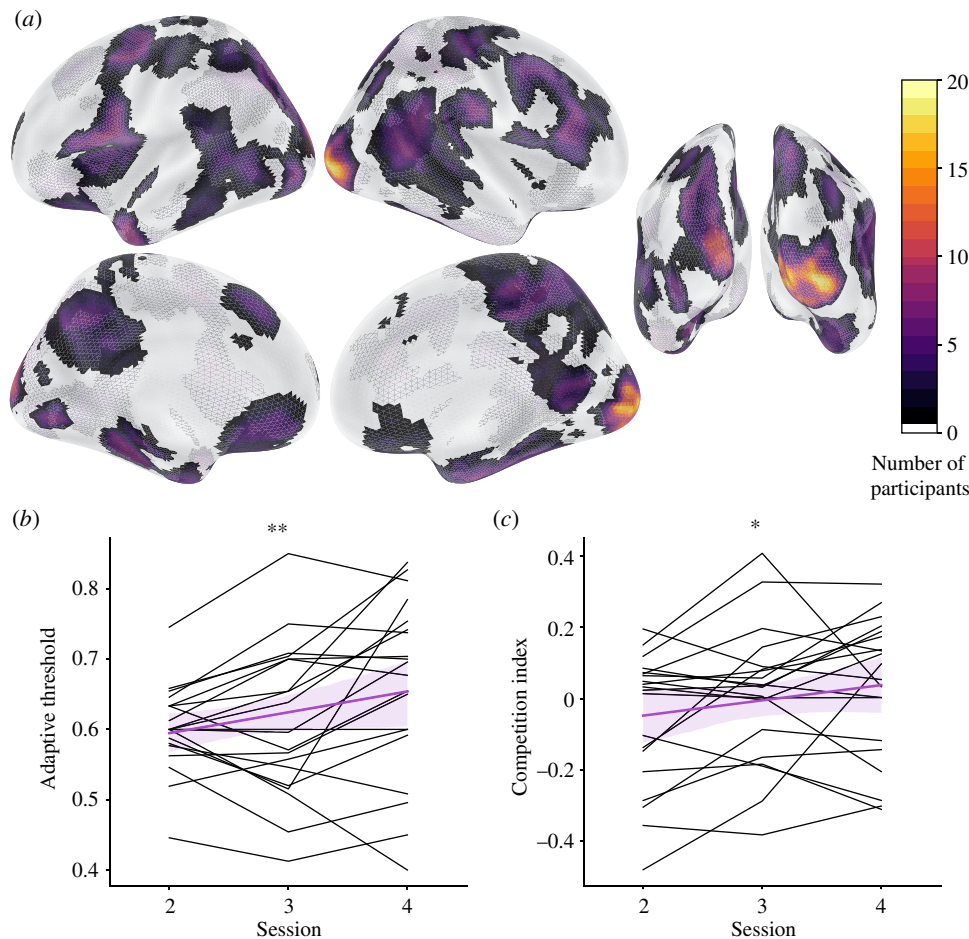 (a)
20
15
10
5
0
Number of
participants
(b)
**
Adaptive threshold
0.8
0.7
0.6
0.5
0.4
2 3 4
Session
(c)
*
Competition index
0.4
0.2
0
–0.2
–0.4
2 3 4
Session